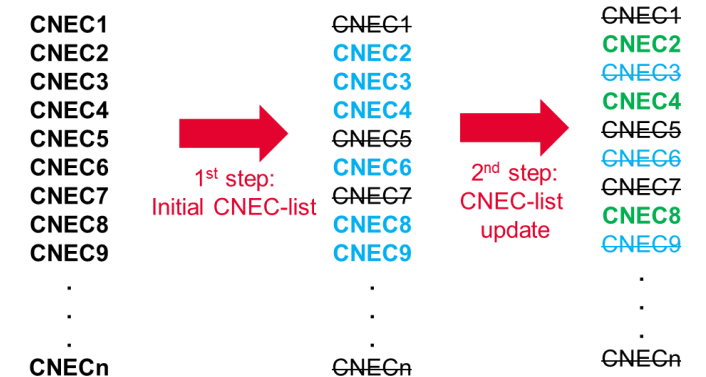 CNEC1
CNEC2
CNEC3
CNEC4
CNEC5
CNEC6
CNEC7
CNEC8
CNEC9
.
.
.
CNECn
1st step:
Initial CNEC-list
CNEC1
CNEC2
CNEC3
CNEC4
CNEC5
CNEC6
CNEC7
CNEC8
CNEC9
.
.
.
CNECn
2nd step:
CNEC-list
update
CNEC1
CNEC2
CNEC3
CNEC4
CNEC5
CNEC6
CNEC7
CNEC8
CNEC9
.
.
.
CNECn